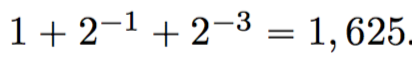 1 + 2⁻¹ + 2⁻³ = 1, 625.